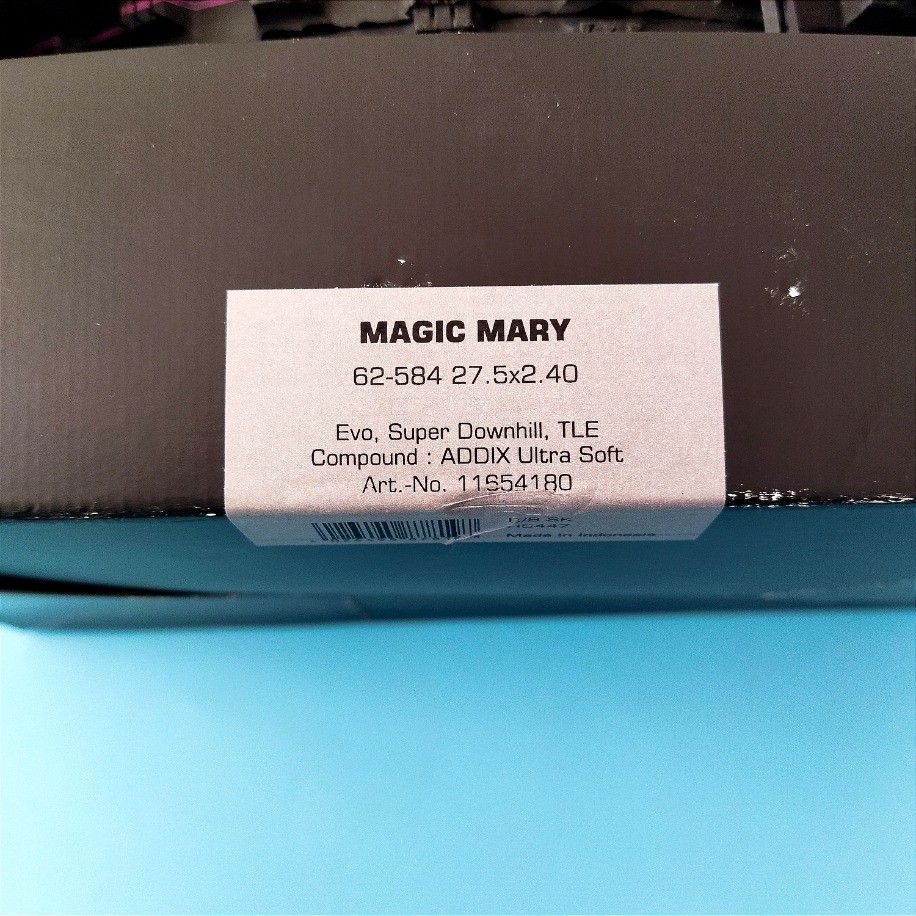 MAGIC MARY
62-584 27.5x2.40
Evo, Super Downhill, TLE
Compound : ADDIX Ultra Soft
Art.-No. 11654180
Made in Indonesia